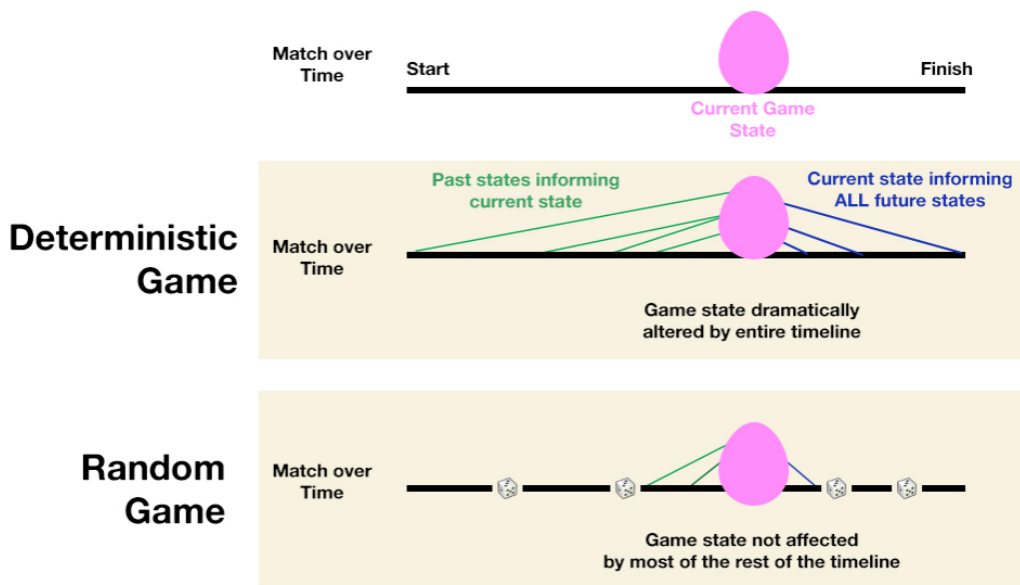 Match over
Time
Start
Finish
Current Game
State
Deterministic
Game
Match over
Time
Past states informing
current state
Current state informing
ALL future states
Game state dramatically
altered by entire timeline
Random
Game
Match over
Time
Game state not affected
by most of the rest of the timeline